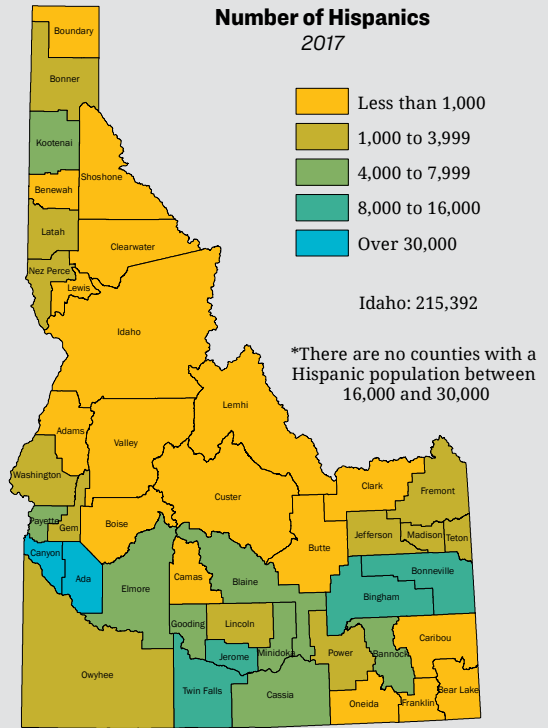 Number of Hispanics
2017
Less than 1,000
1,000 to 3,999
4,000 to 7,999
8,000 to 16,000
Over 30,000
Idaho: 215,392
*There are no counties with a
Hispanic population between
16,000 and 30,000
Boundary
Bonner
Kootenai
Shoshone
Benewah
Latah
Clearwater
Nez Perce
Lewis
Idaho
Lemhi
Adams
Valley
Washington
Custer
Clark
Fremont
Payette
Gem
Boise
Butte
Jefferson
Madison
Teton
Canyon
Ada
Elmore
Camas
Blaine
Bonneville
Bingham
Gooding
Lincoln
Caribou
Jerome
Minidoka
Power
Bannock
Owyhee
Twin Falls
Cassia
Oneida
Franklin
Bear Lake